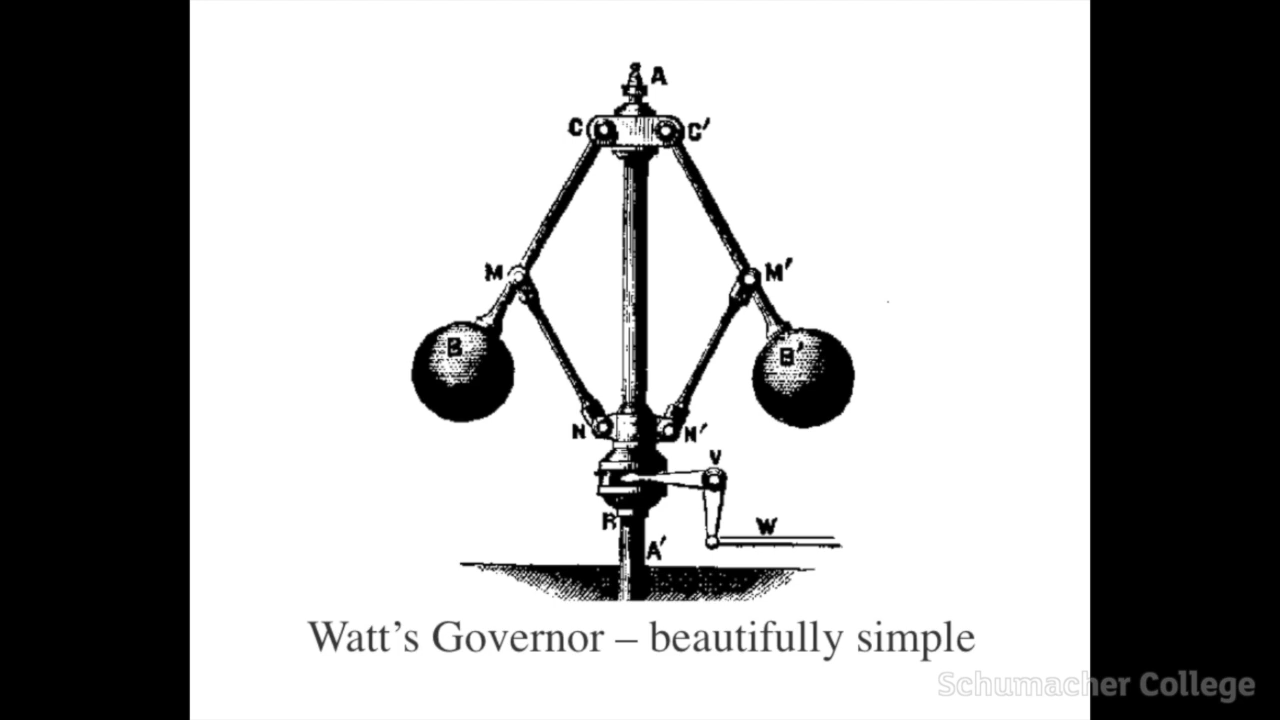 A
C C′
M M′
B B′
N N′
V
R
W
A′
Watt’s Governor – beautifully simple
Schumacher College